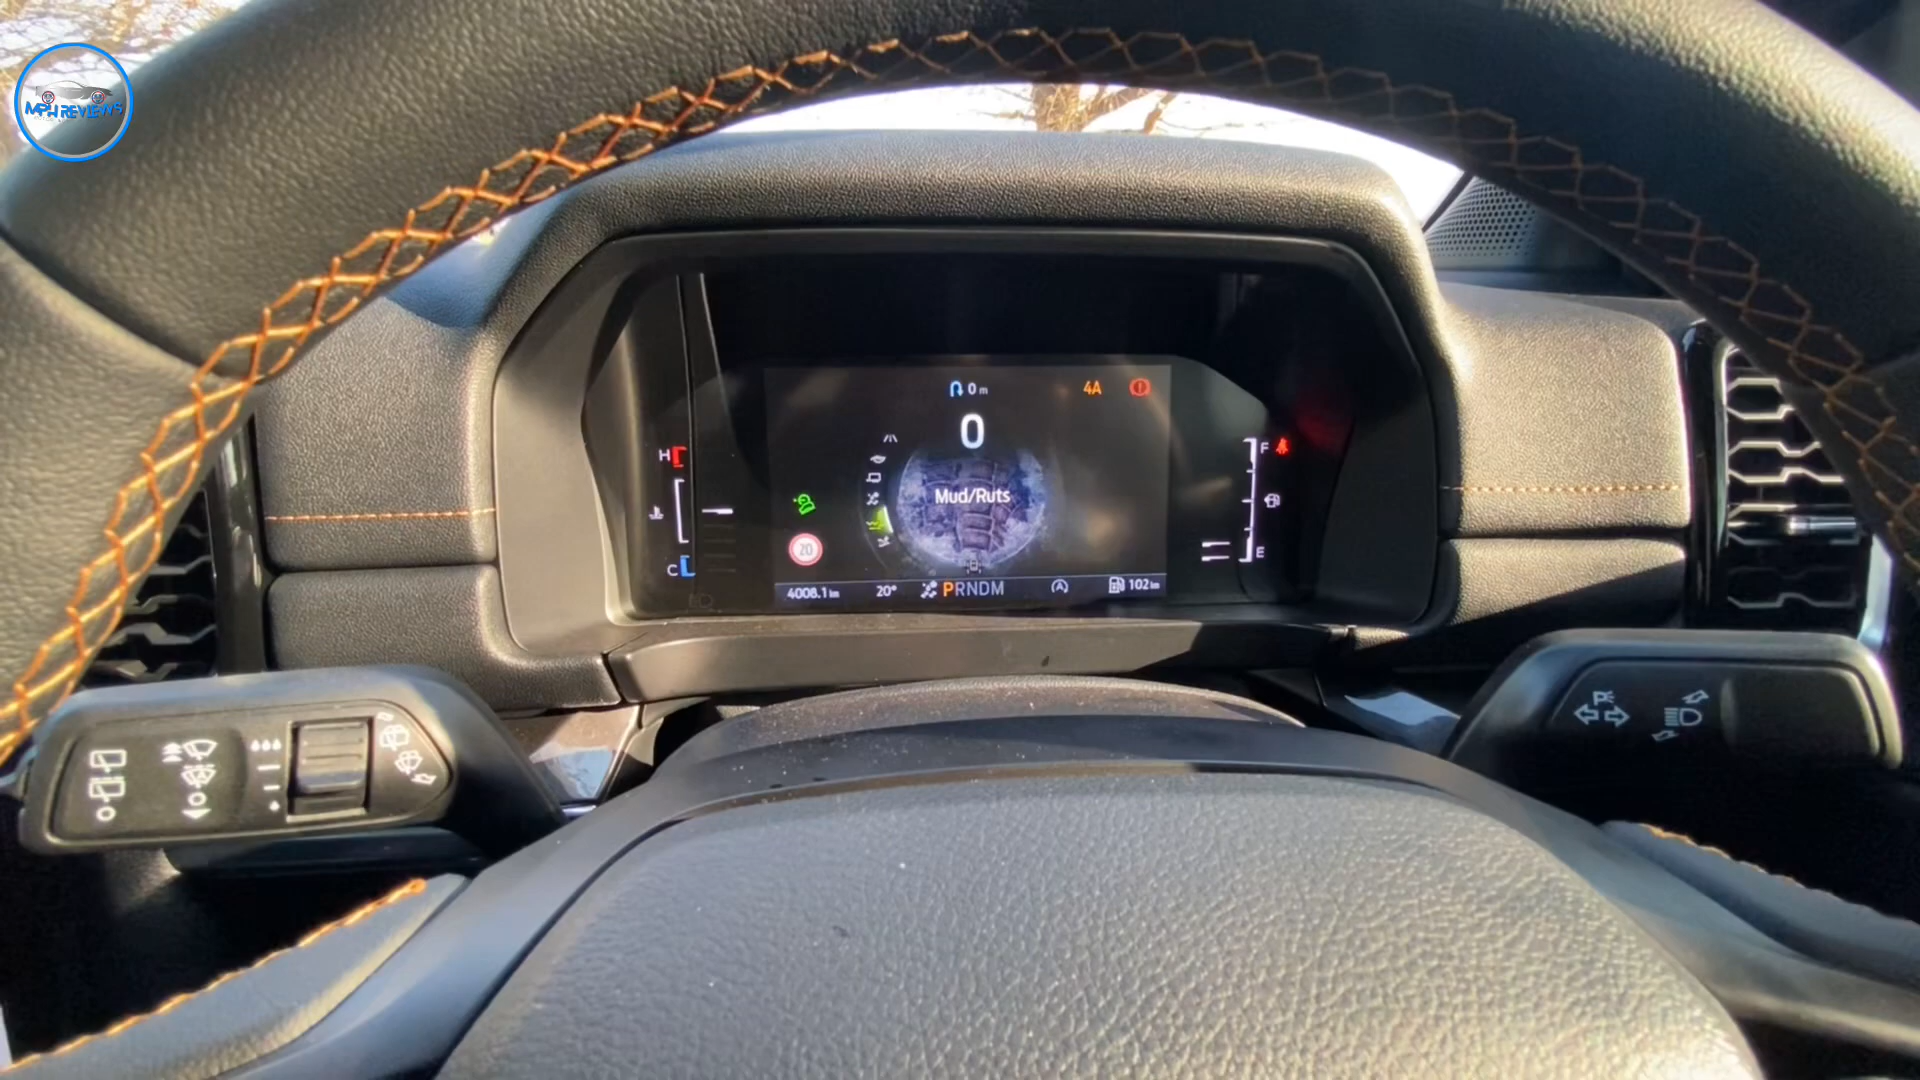 MPH REVIEWS
0 m
4A
0
H
F
Mud/Ruts
20
E
C
4008.1 km
20°
PRNDM
A
102 km
P